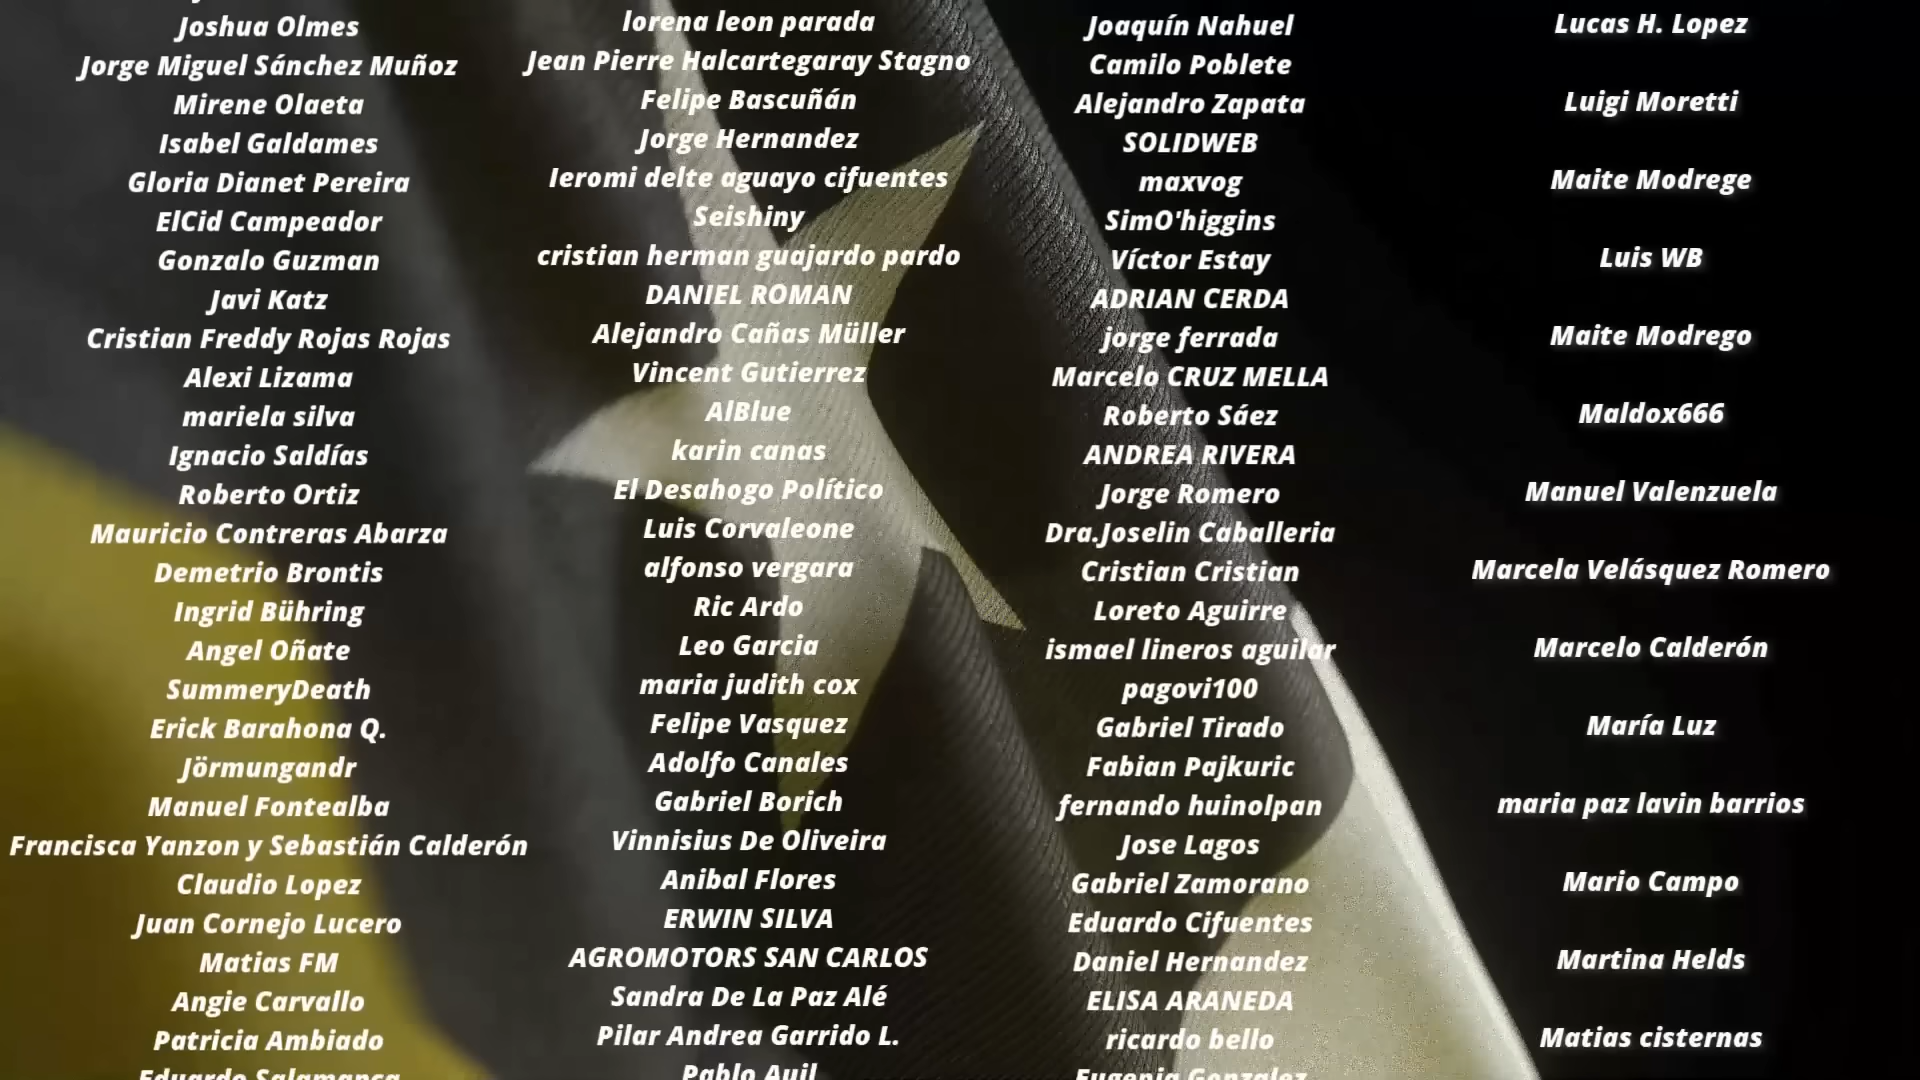 Joshua Olmes
Jorge Miguel Sánchez Muñoz
Mirene Olaeta
Isabel Galdames
Gloria Dianet Pereira
ElCid Campeador
Gonzalo Guzman
Javi Katz
Cristian Freddy Rojas Rojas
Alexi Lizama
mariela silva
Ignacio Saldías
Roberto Ortiz
Mauricio Contreras Abarza
Demetrio Brontis
Ingrid Bühring
Angel Oñate
SummeryDeath
Erick Barahona Q.
Jörmungandr
Manuel Fontealba
Francisca Yanzon y Sebastián Calderón
Claudio Lopez
Juan Cornejo Lucero
Matias FM
Angie Carvallo
Patricia Ambiado
Eduardo Salamanca
lorena leon parada
Jean Pierre Halcartegaray Stagno
Felipe Bascuñán
Jorge Hernandez
Ieromi delte aguayo cifuentes
Seishiny
cristian herman guajardo pardo
DANIEL ROMAN
Alejandro Cañas Müller
Vincent Gutierrez
AlBlue
karin canas
El Desahogo Político
Luis Corvaleone
alfonso vergara
Ric Ardo
Leo Garcia
maria judith cox
Felipe Vasquez
Adolfo Canales
Gabriel Borich
Vinnisius De Oliveira
Anibal Flores
ERWIN SILVA
AGROMOTORS SAN CARLOS
Sandra De La Paz Alé
Pilar Andrea Garrido L.
Pablo
Joaquín Nahuel
Camilo Poblete
Alejandro Zapata
SOLIDWEB
maxvog
SimO'higgins
Víctor Estay
ADRIAN CERDA
jorge ferrada
Marcelo CRUZ MELLA
Roberto Sáez
ANDREA RIVERA
Jorge Romero
Dra.Joselin Caballeria
Cristian Cristian
Loreto Aguirre
ismael lineros aguilar
pagovi100
Gabriel Tirado
Fabian Pajkuric
fernando huinolpan
Jose Lagos
Gabriel Zamorano
Eduardo Cifuentes
Daniel Hernandez
ELISA ARANEDA
ricardo bello
Eugenia Gonzalez
Lucas H. Lopez
Luigi Moretti
Maite Modrege
Luis WB
Maite Modrego
Maldox666
Manuel Valenzuela
Marcela Velásquez Romero
Marcelo Calderón
María Luz
maria paz lavin barrios
Mario Campo
Martina Helds
Matias cisternas